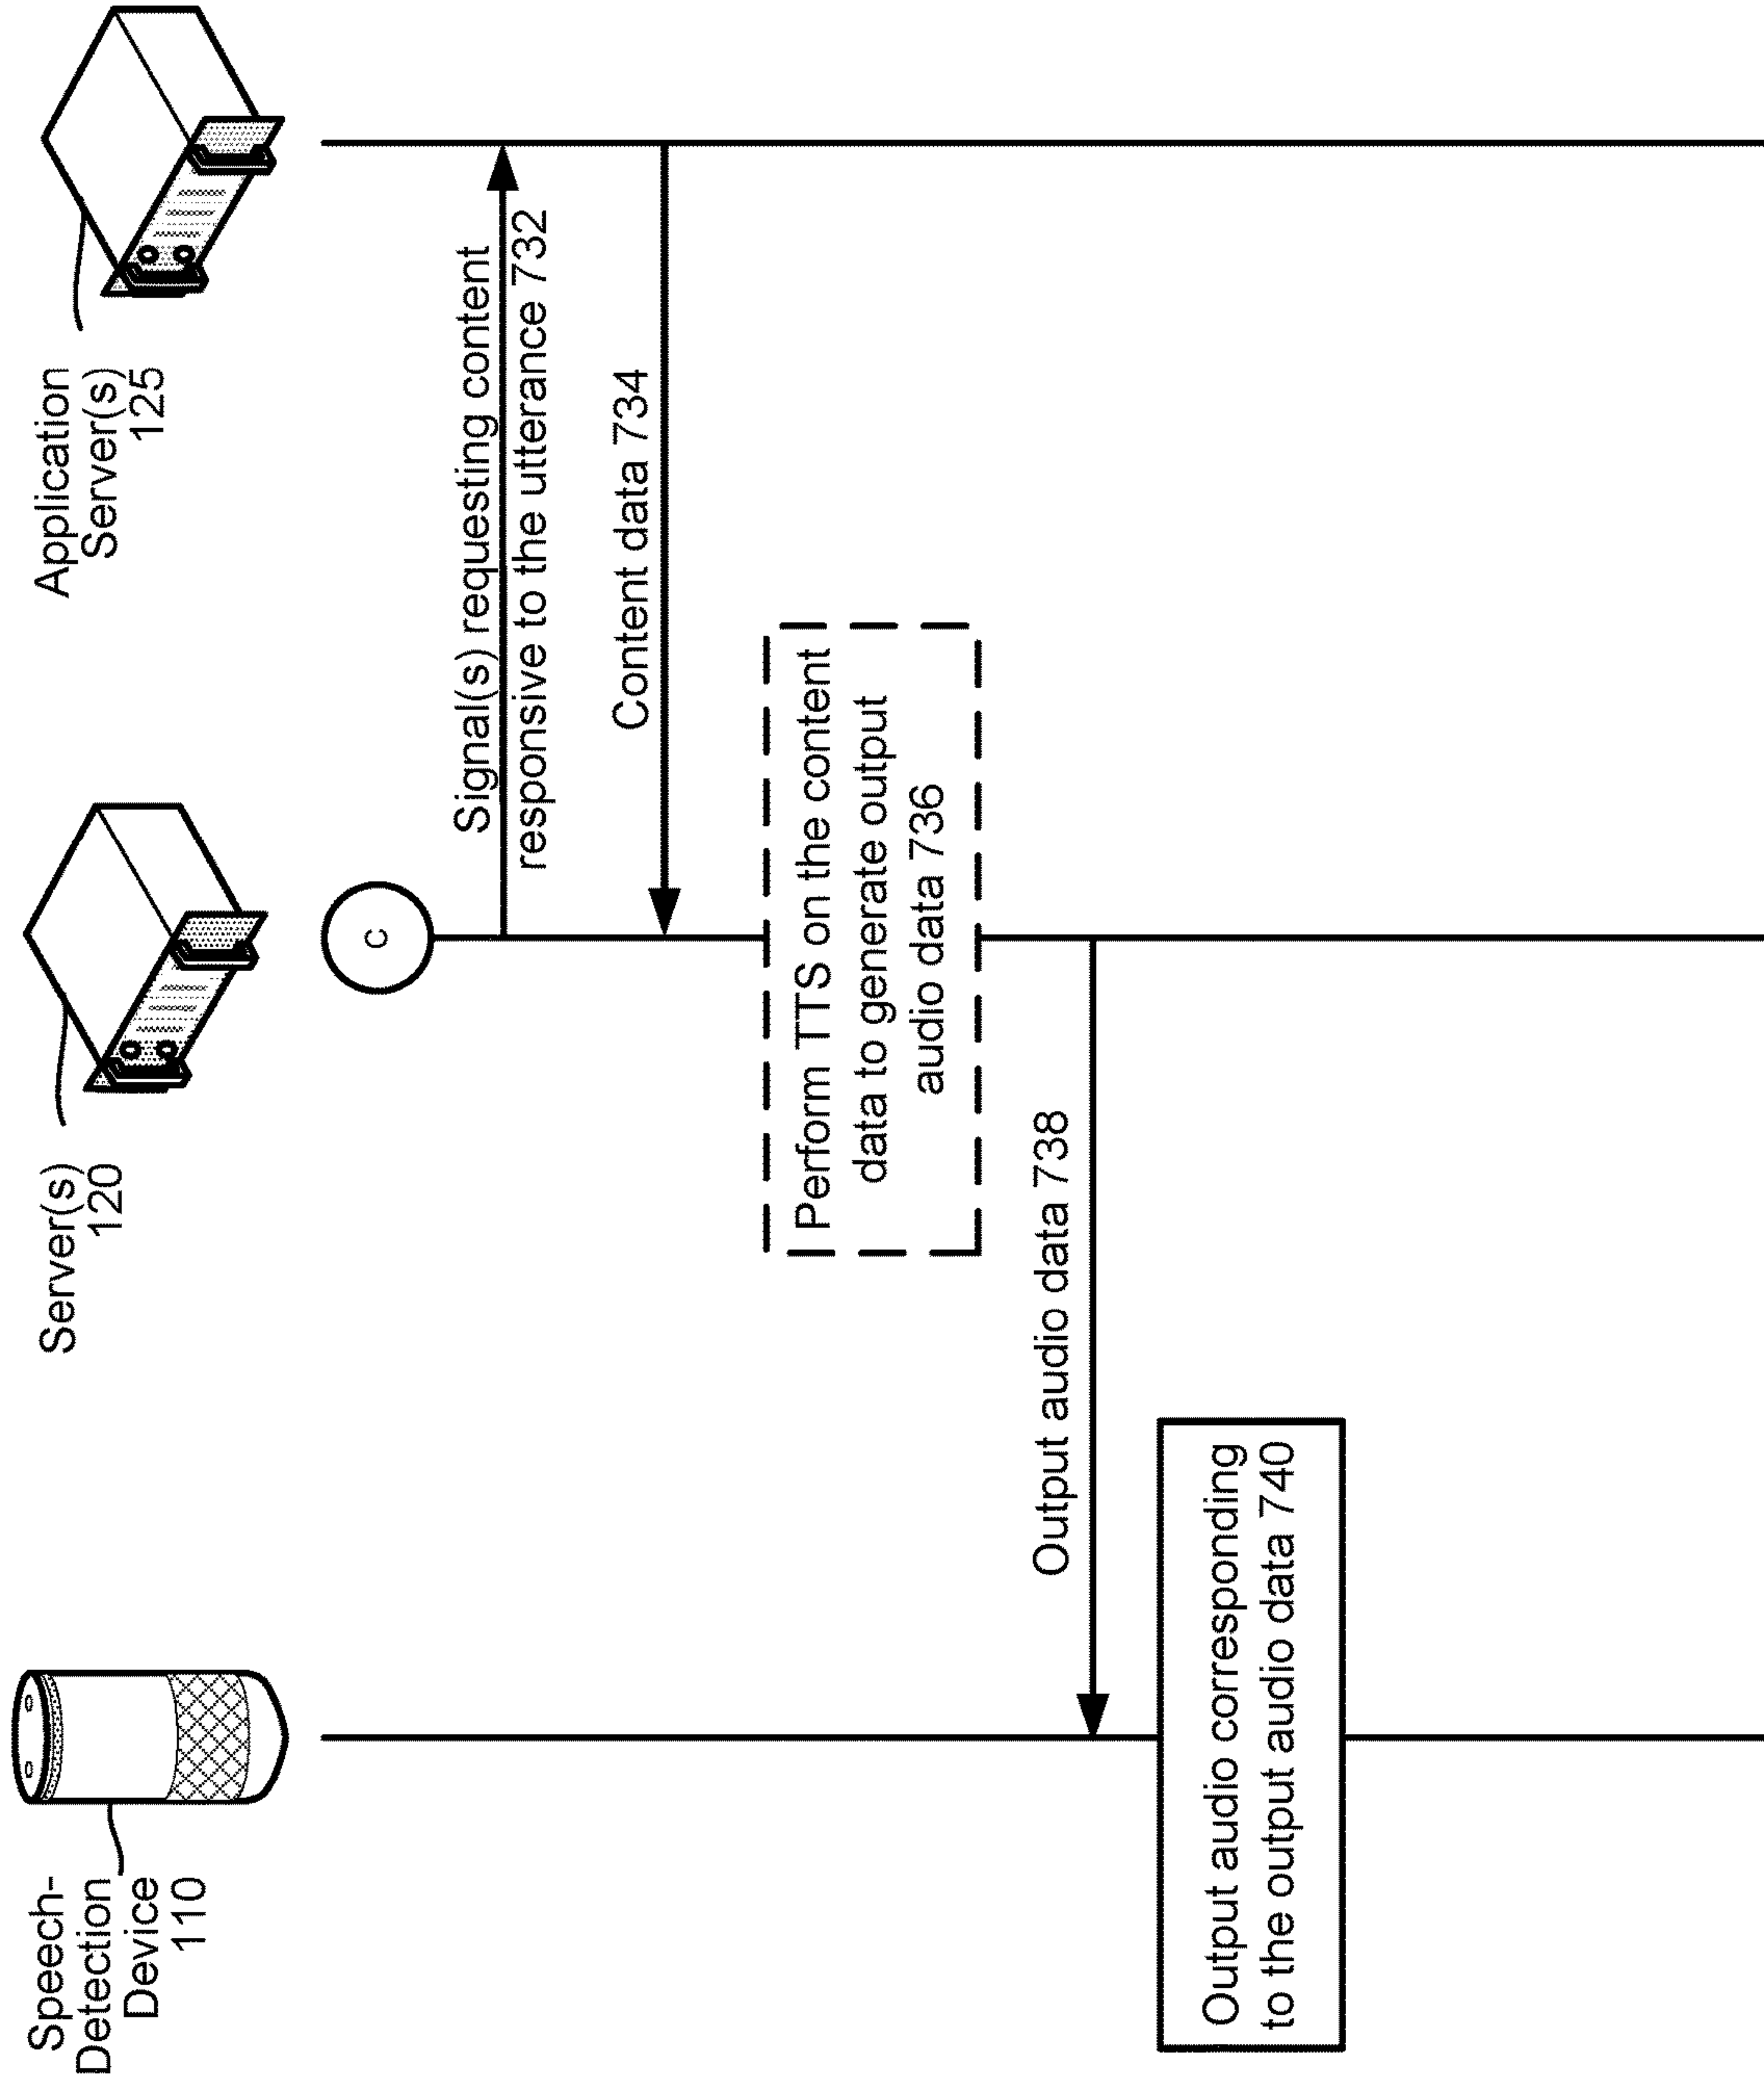 Speech-
Detection
Device
110
Server(s)
120
Application
Server(s)
125
C
Signal(s) requesting content
responsive to the utterance 732
Content data 734
Perform TTS on the content
data to generate output
audio data 736
Output audio data 738
Output audio corresponding
to the output audio data 740